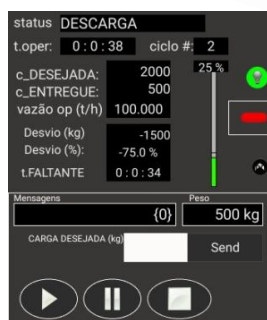 status DESCARGA
t.oper: 0 : 0 : 38 ciclo #: 2
c_DESEJADA: 2000 25 %
c_ENTREGUE: 500
vazão op (t/h) 100.000
Desvio (kg) -1500
Desvio (%): -75.0 %
t.FALTANTE 0 : 0 : 34
Mensagens Peso
{0} 500 kg
CARGA DESEJADA (kg) Send